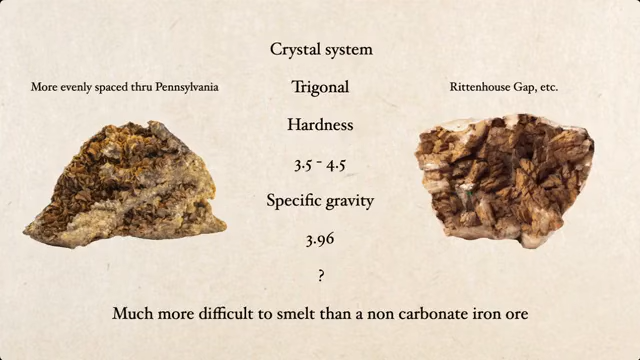 Crystal system
More evenly spaced thru Pennsylvania
Trigonal
Rittenhouse Gap, etc.
Hardness
3.5 - 4.5
Specific gravity
3.96
?
Much more difficult to smelt than a non carbonate iron ore